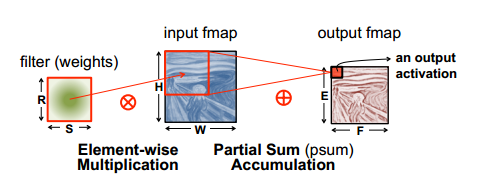 input fmap
output fmap
an output
activation
filter (weights)
R
S
H
W
E
F
Element-wise
Multiplication
Partial Sum (psum)
Accumulation